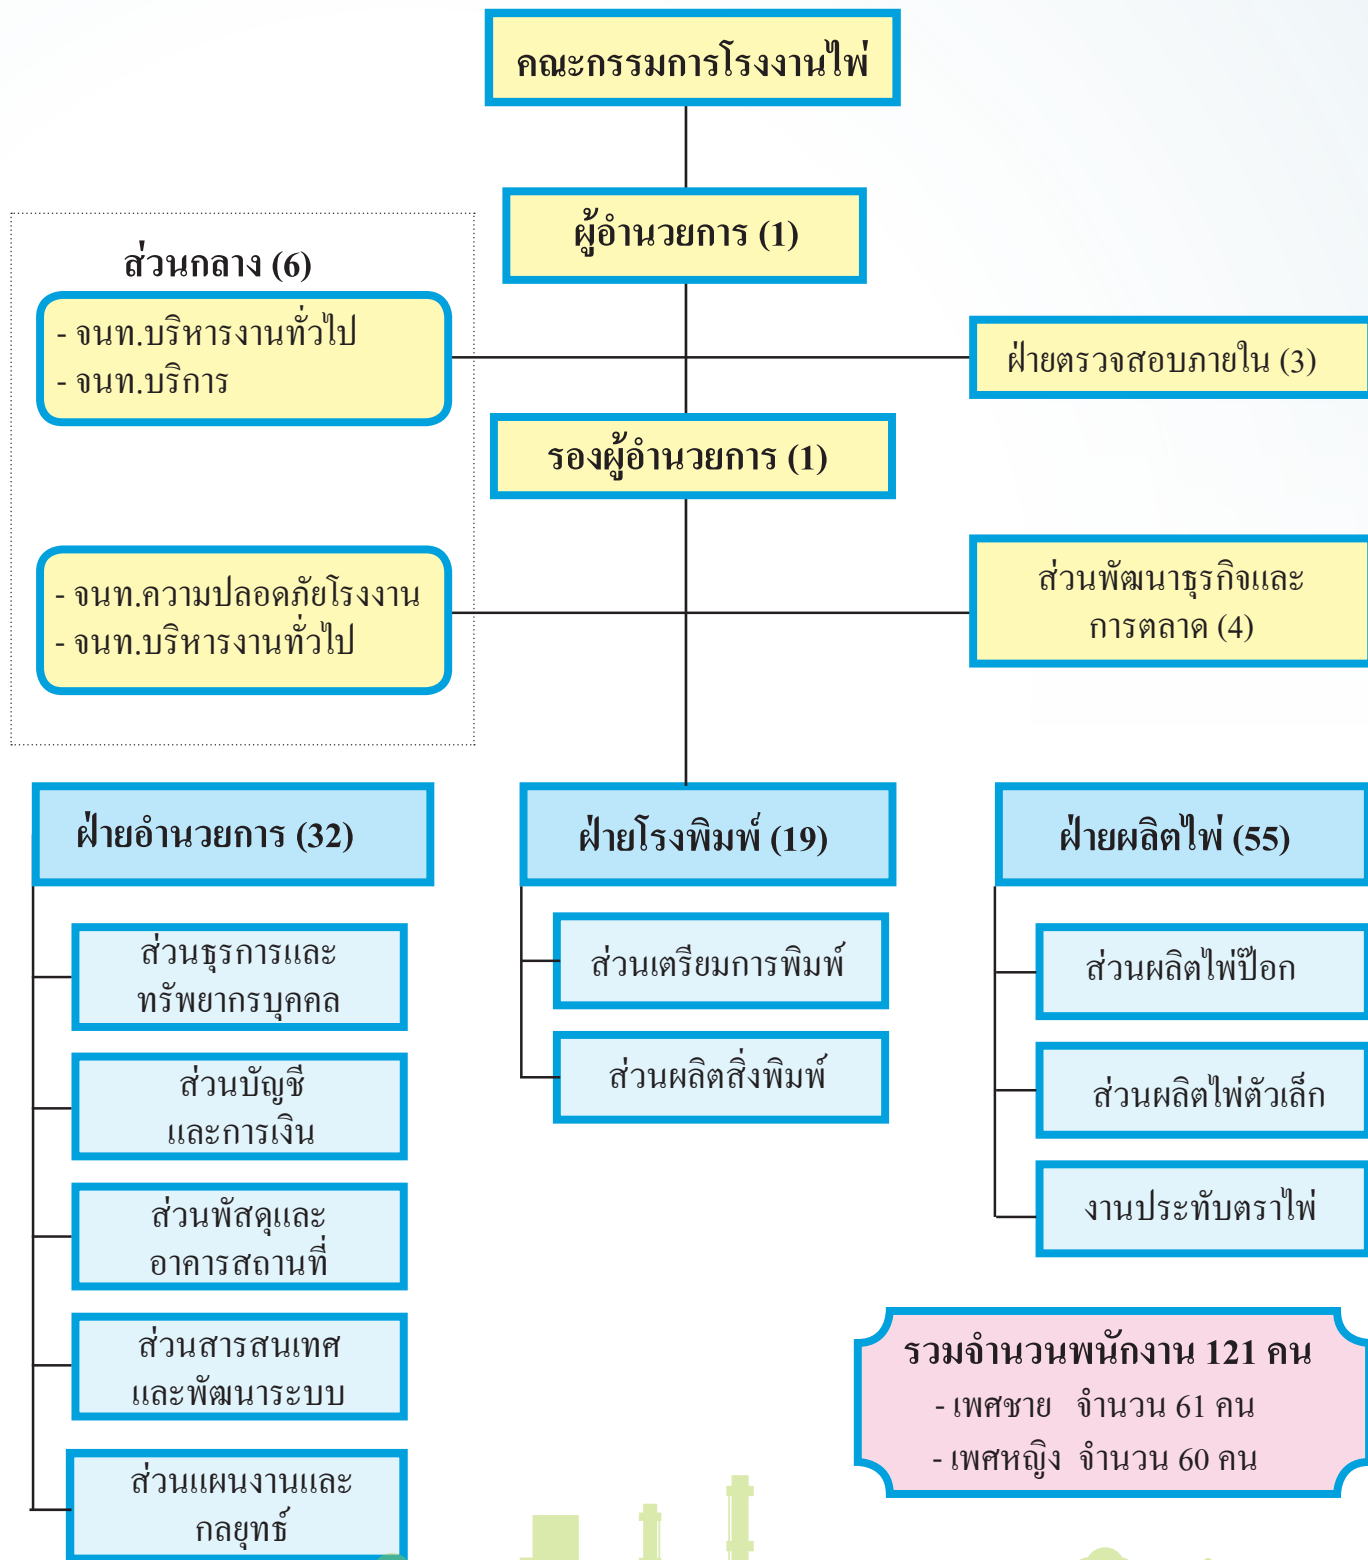 คณะกรรมการโรงงานไพ่
ผู้อำนวยการ (1)
ส่วนกลาง (6)
- จนท.บริหารงานทั่วไป
- จนท.บริการ
ฝ่ายตรวจสอบภายใน (3)
รองผู้อำนวยการ (1)
- จนท.ความปลอดภัยโรงงาน
- จนท.บริหารงานทั่วไป
ส่วนพัฒนาธุรกิจและ
การตลาด (4)
ฝ่ายอำนวยการ (32)
ส่วนธุรการและ
ทรัพยากรบุคคล
ส่วนบัญชี
และการเงิน
ส่วนพัสดุและ
อาคารสถานที่
ส่วนสารสนเทศ
และพัฒนาระบบ
ส่วนแผนงานและ
กลยุทธ์
ฝ่ายโรงพิมพ์ (19)
ส่วนเตรียมการพิมพ์
ส่วนผลิตสิ่งพิมพ์
ฝ่ายผลิตไพ่ (55)
ส่วนผลิตไพ่ป๊อก
ส่วนผลิตไพ่ตัวเล็ก
งานประทับตราไพ่
รวมจำนวนพนักงาน 121 คน
- เพศชาย จำนวน 61 คน
- เพศหญิง จำนวน 60 คน